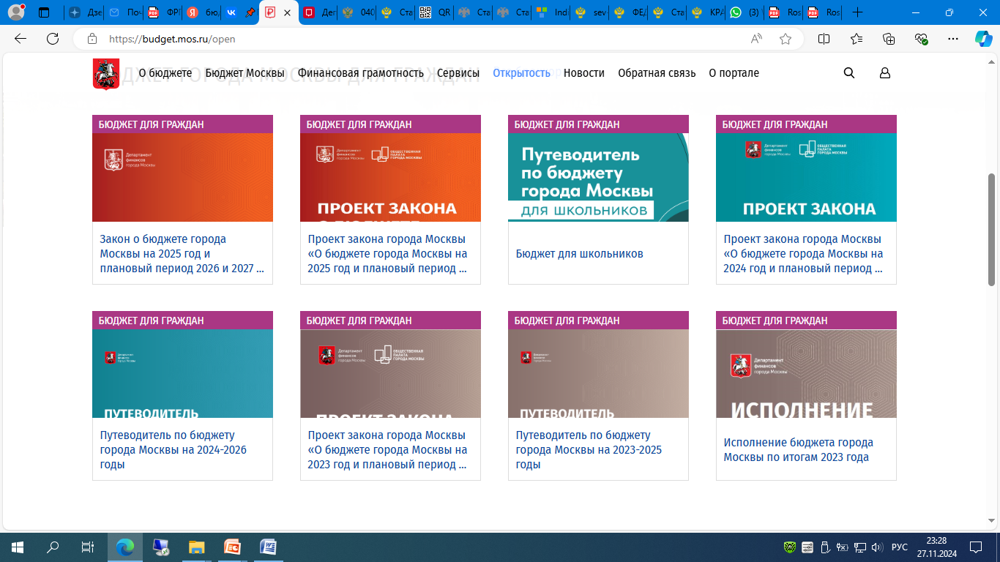 Дзе
Поч
ФРГ
бюд
Деп
040
Ста
QR
Ста
Ста
Indi
sev
ФЕД
Ста
КРА
(3)
Ros
Ros
https://budget.mos.ru/open
О бюджете Бюджет Москвы Финансовая грамотность Сервисы Открытость Новости Обратная связь О портале
БЮДЖЕТ ДЛЯ ГРАЖДАН
Департамент
финансов
города Москвы
Закон о бюджете города
Москвы на 2025 год и
плановый период 2026 и 2027 ...
БЮДЖЕТ ДЛЯ ГРАЖДАН
Департамент
финансов
города Москвы
ОБЩЕСТВЕННАЯ
ПАЛАТА
ГОРОДА МОСКВЫ
ПРОЕКТ ЗАКОНА
О БЮДЖЕТЕ
Проект закона города Москвы
«О бюджете города Москвы на
2025 год и плановый период ...
БЮДЖЕТ ДЛЯ ГРАЖДАН
Путеводитель
по бюджету
города Москвы
ДЛЯ ШКОЛЬНИКОВ
Бюджет для школьников
БЮДЖЕТ ДЛЯ ГРАЖДАН
Департамент
финансов
города Москвы
ОБЩЕСТВЕННАЯ
ПАЛАТА
ГОРОДА МОСКВЫ
ПРОЕКТ ЗАКОНА
Проект закона города Москвы
«О бюджете города Москвы на
2024 год и плановый период ...
БЮДЖЕТ ДЛЯ ГРАЖДАН
Департамент
финансов
города Москвы
ПУТЕВОДИТЕЛЬ
Путеводитель по бюджету
города Москвы на 2024-2026
годы
БЮДЖЕТ ДЛЯ ГРАЖДАН
Департамент
финансов
города Москвы
ОБЩЕСТВЕННАЯ
ПАЛАТА
ГОРОДА МОСКВЫ
ПРОЕКТ ЗАКОНА
Проект закона города Москвы
«О бюджете города Москвы на
2023 год и плановый период ...
БЮДЖЕТ ДЛЯ ГРАЖДАН
Департамент
финансов
города Москвы
ПУТЕВОДИТЕЛЬ
Путеводитель по бюджету
города Москвы на 2023-2025
годы
БЮДЖЕТ ДЛЯ ГРАЖДАН
Департамент
финансов
города Москвы
ИСПОЛНЕНИЕ
Исполнение бюджета города
Москвы по итогам 2023 года
РУС
23:28
27.11.2024